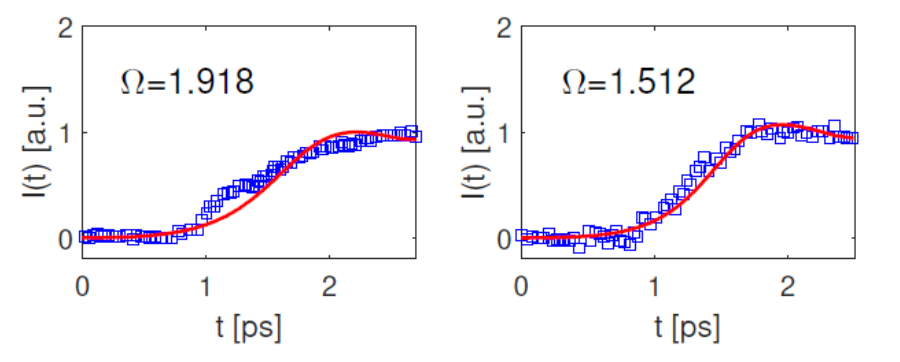 2
Ω=1.918
1
0
I(t) [a.u.]
0 1 2
t [ps]
2
Ω=1.512
1
0
I(t) [a.u.]
0 1 2
t [ps]